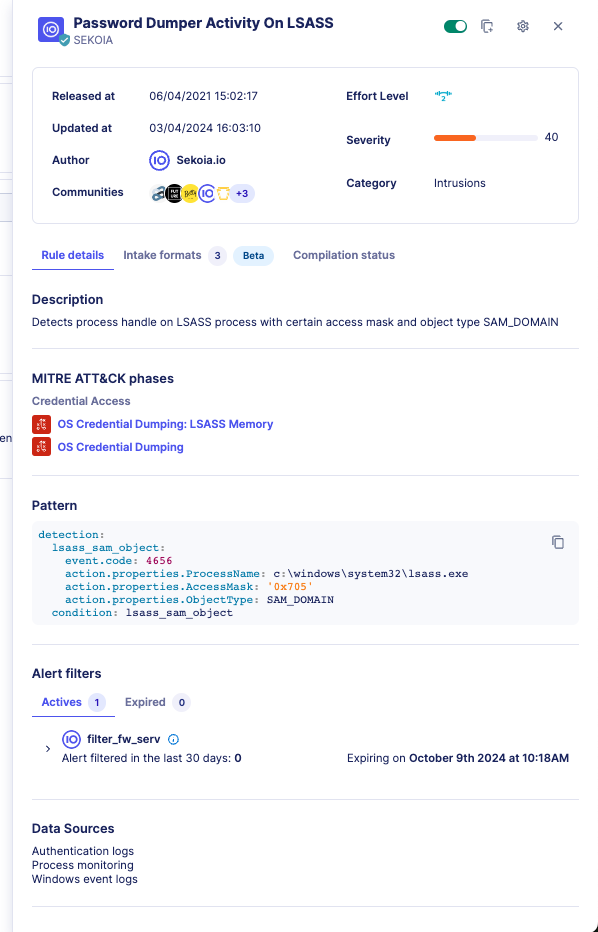 Password Dumper Activity On LSASS
SEKOIA
Released at 06/04/2021 15:02:17
Effort Level 2
Updated at 03/04/2024 16:03:10
Severity 40
Author Sekoia.io
Category Intrusions
Communities +3
Rule details Intake formats 3 Beta Compilation status
Description
Detects process handle on LSASS process with certain access mask and object type SAM_DOMAIN
MITRE ATT&CK phases
Credential Access
OS Credential Dumping: LSASS Memory
OS Credential Dumping
Pattern
detection:
lsass_sam_object:
event.code: 4656
action.properties.ProcessName: c:\windows\system32\lsass.exe
action.properties.AccessMask: '0x705'
action.properties.ObjectType: SAM_DOMAIN
condition: lsass_sam_object
Alert filters
Actives 1 Expired 0
filter_fw_serv
Alert filtered in the last 30 days: 0 Expiring on October 9th 2024 at 10:18AM
Data Sources
Authentication logs
Process monitoring
Windows event logs